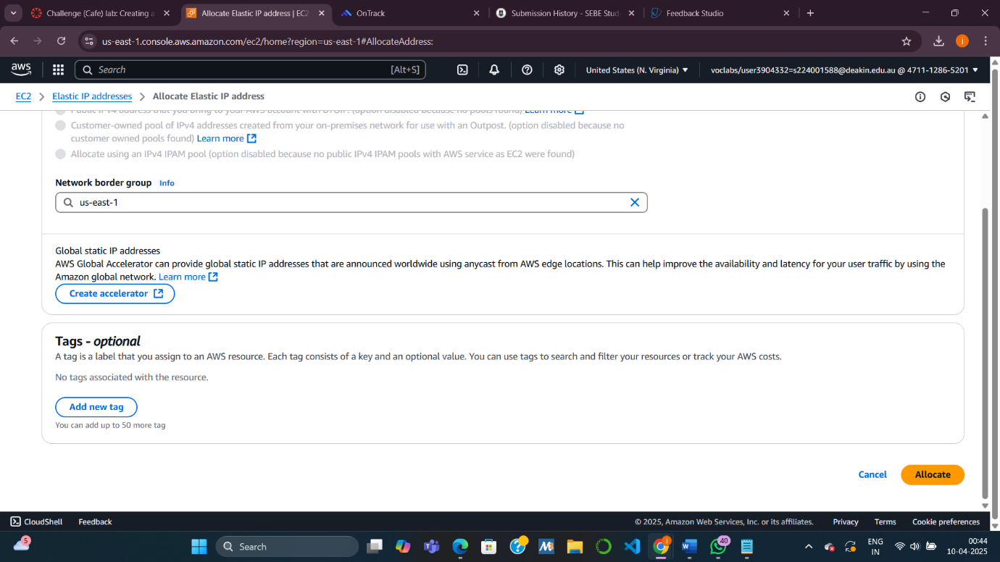 Challenge (Cafe) lab: Creating a
Allocate Elastic IP address | EC2
OnTrack
Submission History - SEBE Stud
Feedback Studio
us-east-1.console.aws.amazon.com/ec2/home?region=us-east-1#AllocateAddress:
j
aws
Search
[Alt+S]
United States (N. Virginia)
voclabs/user3904332=s224001588@deakin.edu.au @ 4711-1286-5201
EC2
Elastic IP addresses
Allocate Elastic IP address
Public IPv4 address that you bring to your AWS account with BYOIP. (option disabled because no pools found) Learn more
Customer-owned pool of IPv4 addresses created from your on-premises network for use with an Outpost. (option disabled because no
customer owned pools found) Learn more
Allocate using an IPv4 IPAM pool (option disabled because no public IPv4 IPAM pools with AWS service as EC2 were found)
Network border group Info
us-east-1
Global static IP addresses
AWS Global Accelerator can provide global static IP addresses that are announced worldwide using anycast from AWS edge locations. This can help improve the availability and latency for your user traffic by using the
Amazon global network. Learn more
Create accelerator
Tags - optional
A tag is a label that you assign to an AWS resource. Each tag consists of a key and an optional value. You can use tags to search and filter your resources or track your AWS costs.
No tags associated with the resource.
Add new tag
You can add up to 50 more tag
Cancel
Allocate
CloudShell
Feedback
© 2025, Amazon Web Services, Inc. or its affiliates.
Privacy
Terms
Cookie preferences
5
Search
j
40
ENG
IN
00:44
10-04-2025